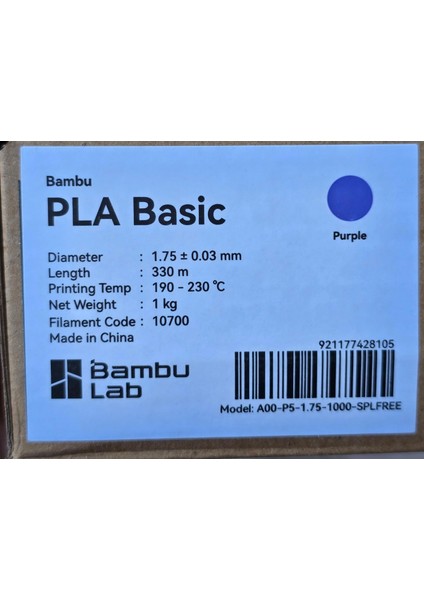 Bambu
PLA Basic
Purple
Diameter : 1.75 ± 0.03 mm
Length : 330 m
Printing Temp : 190 - 230 ℃
Net Weight : 1 kg
Filament Code : 10700
Made in China
921177428105
Bambu
Lab
Model: A00-P5-1.75-1000-SPLFREE